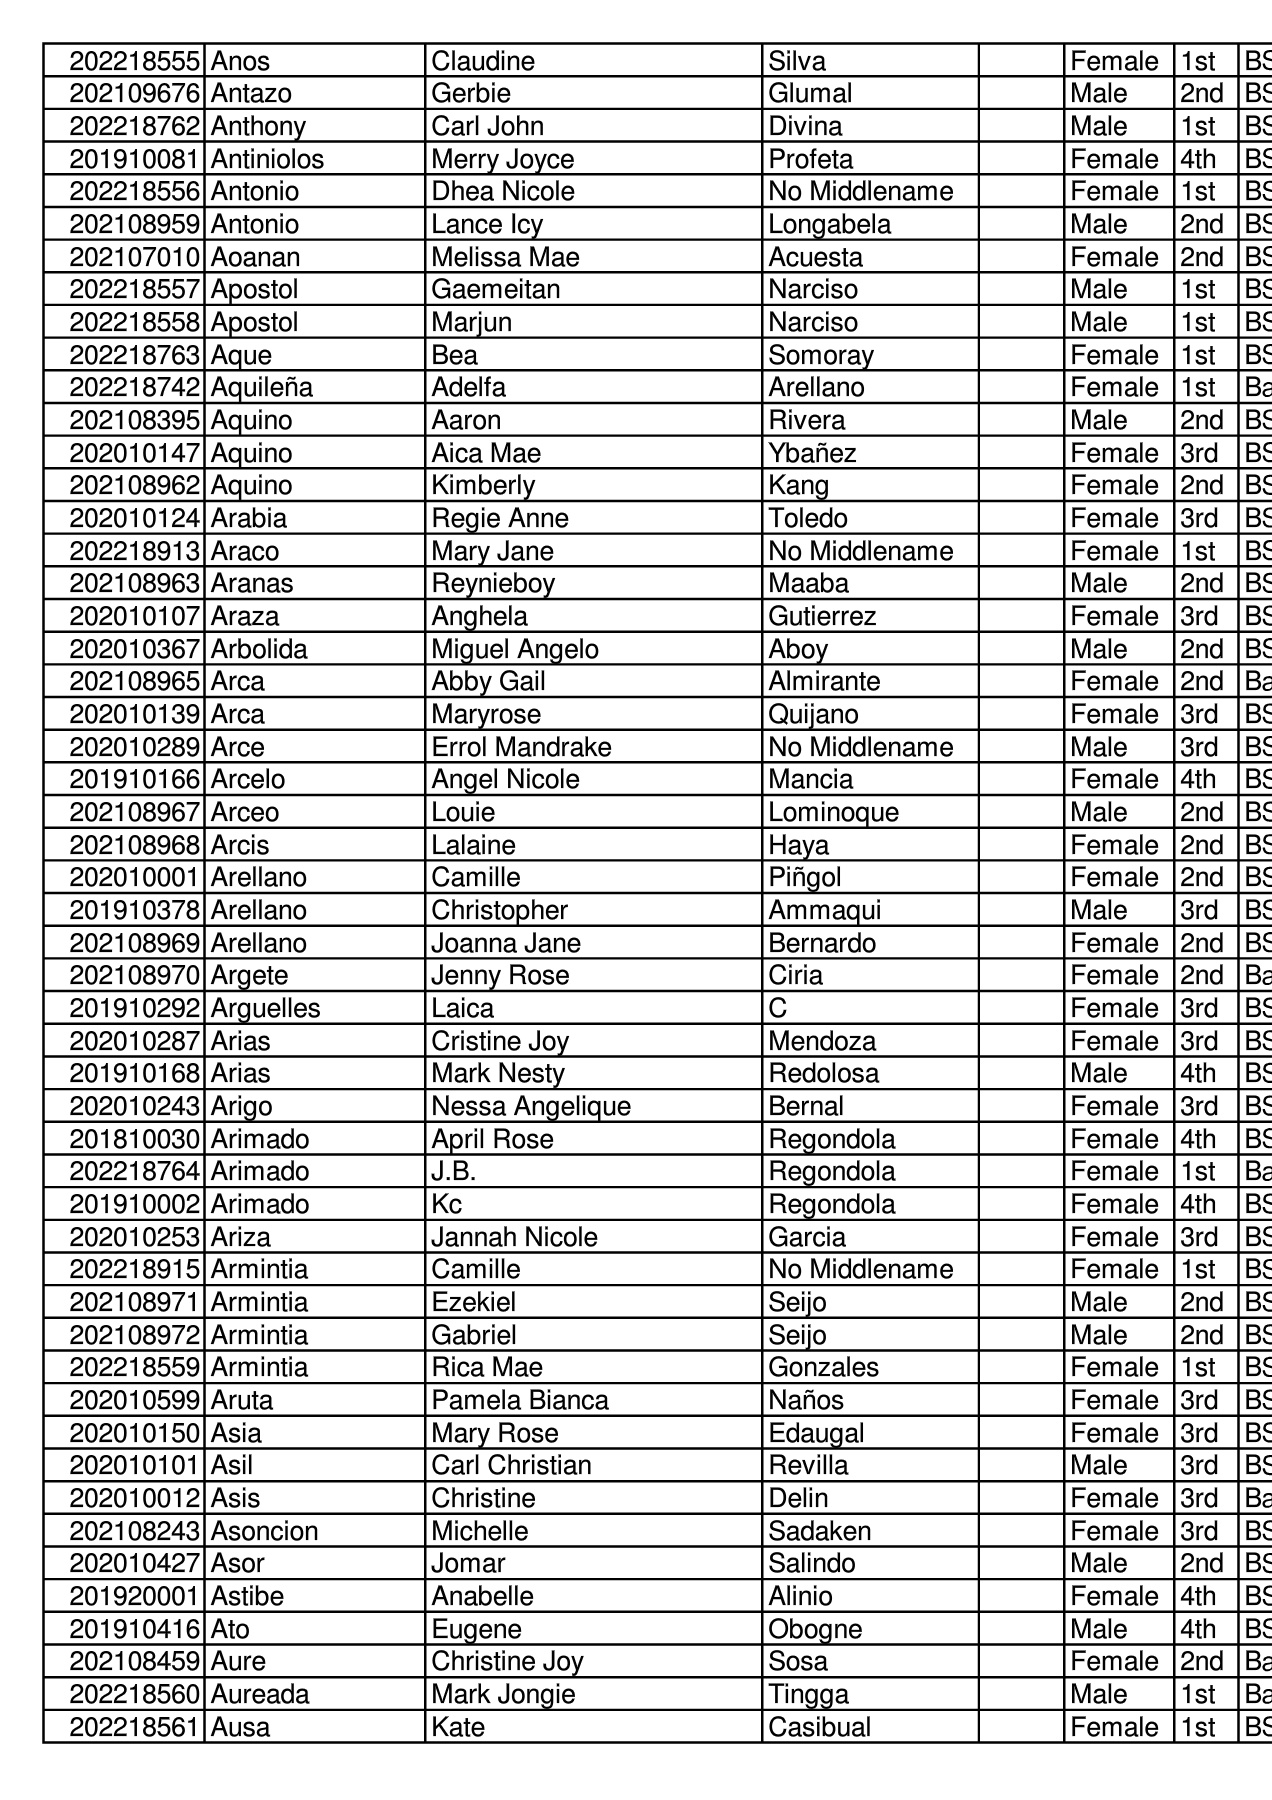 202218555 Anos Claudine Silva Female 1st BS
202109676 Antazo Gerbie Glumal Male 2nd BS
202218762 Anthony Carl John Divina Male 1st BS
201910081 Antiniolos Merry Joyce Profeta Female 4th BS
202218556 Antonio Dhea Nicole No Middlename Female 1st BS
202108959 Antonio Lance Icy Longabela Male 2nd BS
202107010 Aoanan Melissa Mae Acuesta Female 2nd BS
202218557 Apostol Gaemeitan Narciso Male 1st BS
202218558 Apostol Marjun Narciso Male 1st BS
202218763 Aque Bea Somoray Female 1st BS
202218742 Aquileña Adelfa Arellano Female 1st Ba
202108395 Aquino Aaron Rivera Male 2nd BS
202010147 Aquino Aica Mae Ybañez Female 3rd BS
202108962 Aquino Kimberly Kang Female 2nd BS
202010124 Arabia Regie Anne Toledo Female 3rd BS
202218913 Araco Mary Jane No Middlename Female 1st BS
202108963 Aranas Reynieboy Maaba Male 2nd BS
202010107 Araza Anghela Gutierrez Female 3rd BS
202010367 Arbolida Miguel Angelo Aboy Male 2nd BS
202108965 Arca Abby Gail Almirante Female 2nd Ba
202010139 Arca Maryrose Quijano Female 3rd BS
202010289 Arce Errol Mandrake No Middlename Male 3rd BS
201910166 Arcelo Angel Nicole Mancia Female 4th BS
202108967 Arceo Louie Lominoque Male 2nd BS
202108968 Arcis Lalaine Haya Female 2nd BS
202010001 Arellano Camille Piñgol Female 2nd BS
201910378 Arellano Christopher Ammaqui Male 3rd BS
202108969 Arellano Joanna Jane Bernardo Female 2nd BS
202108970 Argete Jenny Rose Ciria Female 2nd Ba
201910292 Arguelles Laica C Female 3rd BS
202010287 Arias Cristine Joy Mendoza Female 3rd BS
201910168 Arias Mark Nesty Redolosa Male 4th BS
202010243 Arigo Nessa Angelique Bernal Female 3rd BS
201810030 Arimado April Rose Regondola Female 4th BS
202218764 Arimado J.B. Regondola Female 1st Ba
201910002 Arimado Kc Regondola Female 4th BS
202010253 Ariza Jannah Nicole Garcia Female 3rd BS
202218915 Armintia Camille No Middlename Female 1st BS
202108971 Armintia Ezekiel Seijo Male 2nd BS
202108972 Armintia Gabriel Seijo Male 2nd BS
202218559 Armintia Rica Mae Gonzales Female 1st BS
202010599 Aruta Pamela Bianca Naños Female 3rd BS
202010150 Asia Mary Rose Edaugal Female 3rd BS
202010101 Asil Carl Christian Revilla Male 3rd BS
202010012 Asis Christine Delin Female 3rd Ba
202108243 Asoncion Michelle Sadaken Female 3rd BS
202010427 Asor Jomar Salindo Male 2nd BS
201920001 Astibe Anabelle Alinio Female 4th BS
201910416 Ato Eugene Obogne Male 4th BS
202108459 Aure Christine Joy Sosa Female 2nd Ba
202218560 Aureada Mark Jongie Tingga Male 1st Ba
202218561 Ausa Kate Casibual Female 1st BS